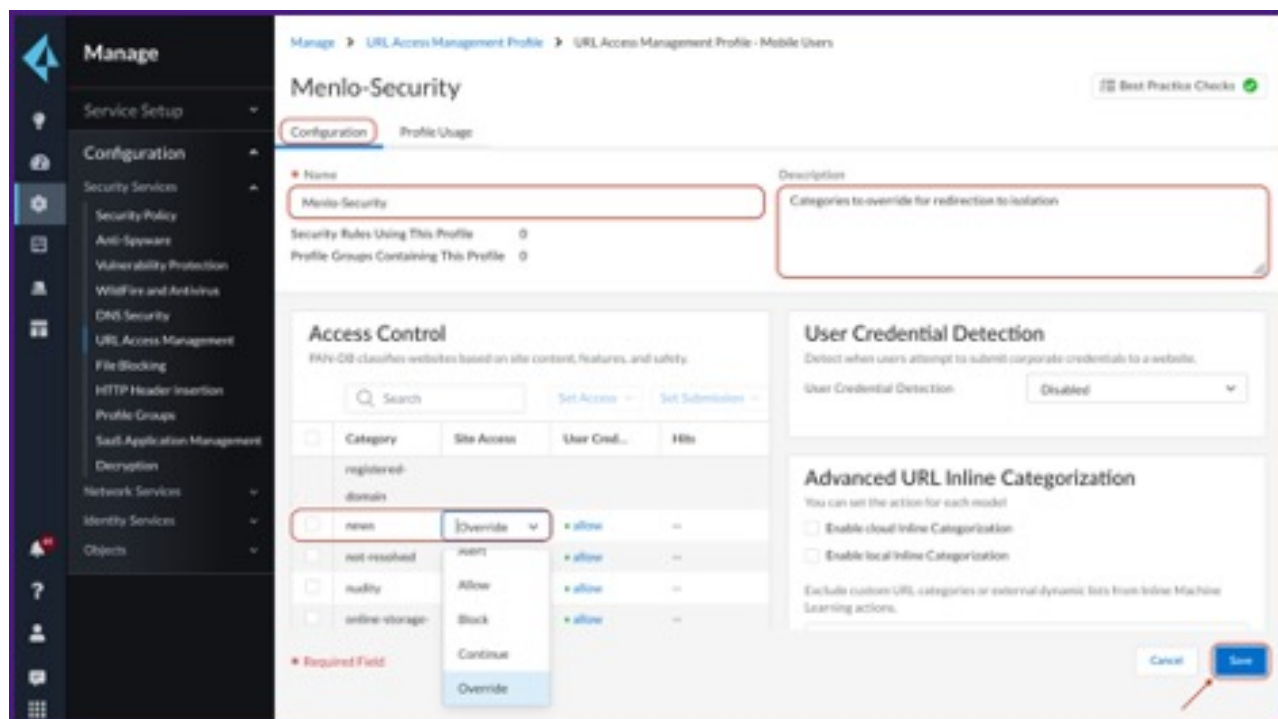 Manage
Service Setup
Configuration
Security Services
Security Policy
Anti-Spyware
Vulnerability Protection
WildFire and Antivirus
DNS Security
URL Access Management
File Blocking
HTTP Header Insertion
Profile Groups
SaaS Application Management
Decryption
Network Services
Identity Services
Objects
Manage > URL Access Management Profile > URL Access Management Profile - Mobile Users
Menlo-Security
Best Practice Checks
Configuration Profile Usage
* Name
Menlo-Security
Security Rules Using This Profile 0
Profile Groups Containing This Profile 0
Description
Categories to override for redirection to isolation
Access Control
PAN-DB classifies websites based on site content, features, and safety.
Search Set Access Set Submission
Category Site Access User Cred... Hits
registered-
domain
news Override allow --
not-resolved allow --
nudity allow --
online-storage- allow --
Alert
Allow
Block
Continue
Override
* Required Field
User Credential Detection
Detect when users attempt to submit corporate credentials to a website.
User Credential Detection Disabled
Advanced URL Inline Categorization
You can set the action for each model
Enable cloud Inline Categorization
Enable local Inline Categorization
Exclude custom URL categories or external dynamic lists from Inline Machine
Learning actions.
Cancel Save